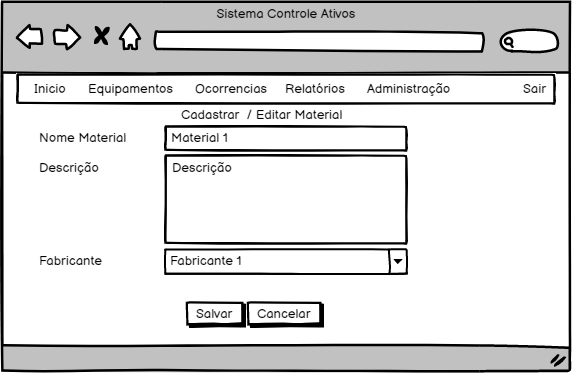 Sistema Controle Ativos
Inicio Equipamentos Ocorrencias Relatórios Administração Sair
Cadastrar / Editar Material
Nome Material Material 1
Descrição Descrição
Fabricante Fabricante 1
Salvar Cancelar